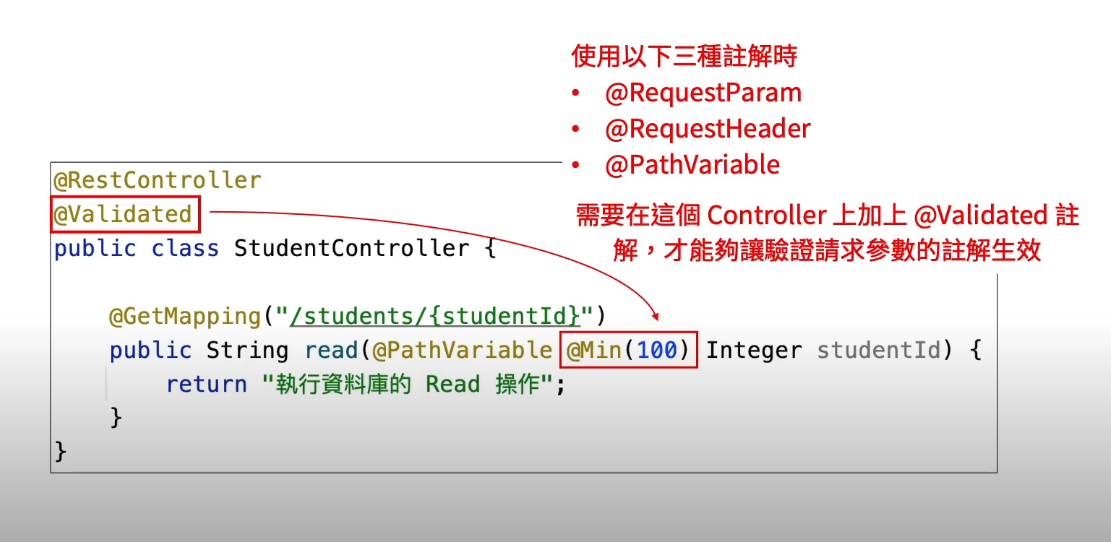 使用以下三種註解時
• @RequestParam
• @RequestHeader
• @PathVariable
需要在這個 Controller 上加上 @Validated 註
解，才能夠讓驗證請求參數的註解生效
@RestController
@Validated
public class StudentController {
@GetMapping("/students/{studentId}")
public String read(@PathVariable @Min(100) Integer studentId) {
return "執行資料庫的 Read 操作";
}
}